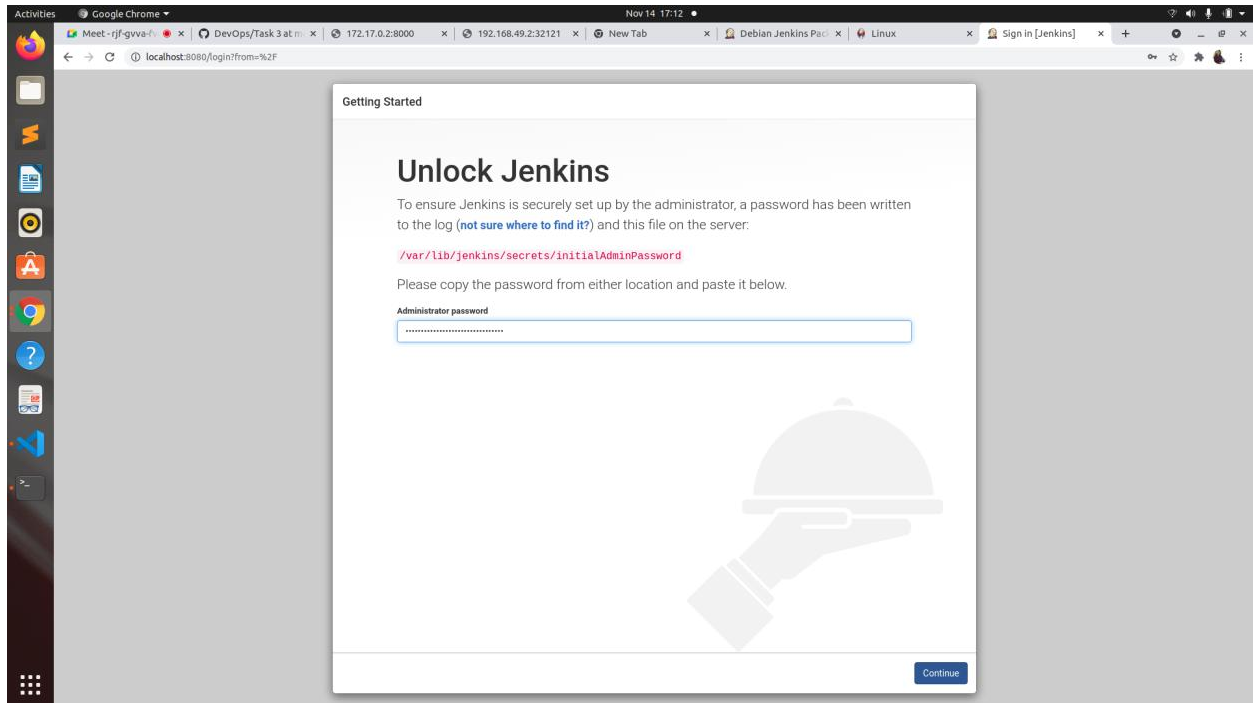 Activities
Google Chrome
Nov 14 17:12
Meet - rjf-gvva-fv
DevOps/Task 3 at m
172.17.0.2:8000
192.168.49.2:32121
New Tab
Debian Jenkins Pac
Linux
Sign in [Jenkins]
localhost:8080/login?from=%2F
Getting Started
Unlock Jenkins
To ensure Jenkins is securely set up by the administrator, a password has been written
to the log (not sure where to find it?) and this file on the server:
/var/lib/jenkins/secrets/initialAdminPassword
Please copy the password from either location and paste it below.
Administrator password
Continue